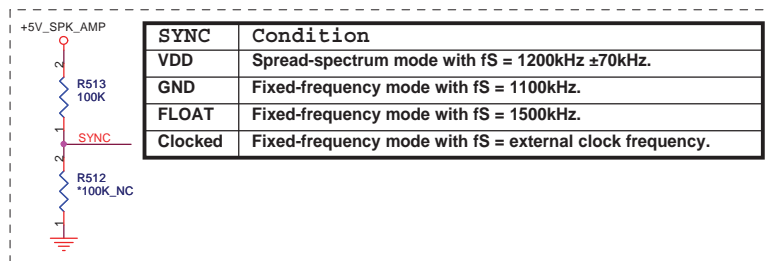 +5V_SPK_AMP
2
R513
100K
1
SYNC
2
R512
*100K_NC
1
SYNC Condition
VDD Spread-spectrum mode with fS = 1200kHz ±70kHz.
GND Fixed-frequency mode with fS = 1100kHz.
FLOAT Fixed-frequency mode with fS = 1500kHz.
Clocked Fixed-frequency mode with fS = external clock frequency.